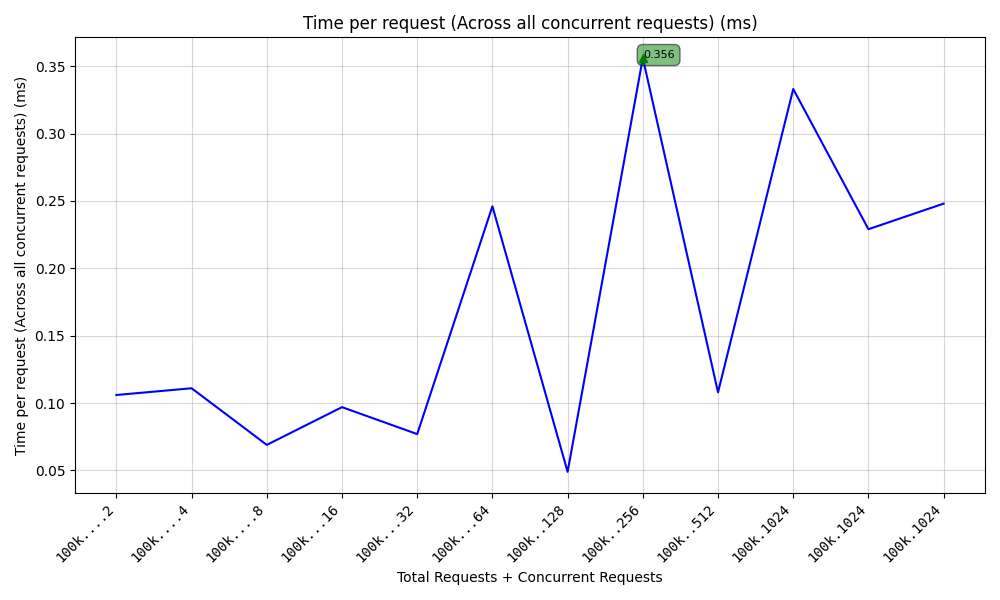 Time per request (Across all concurrent requests) (ms)
0.356
Time per request (Across all concurrent requests) (ms)
0.35
0.30
0.25
0.20
0.15
0.10
0.05
100k....2
100k....4
100k....8
100k...16
100k...32
100k...64
100k..128
100k..256
100k..512
100k.1024
100k.1024
100k.1024
Total Requests + Concurrent Requests